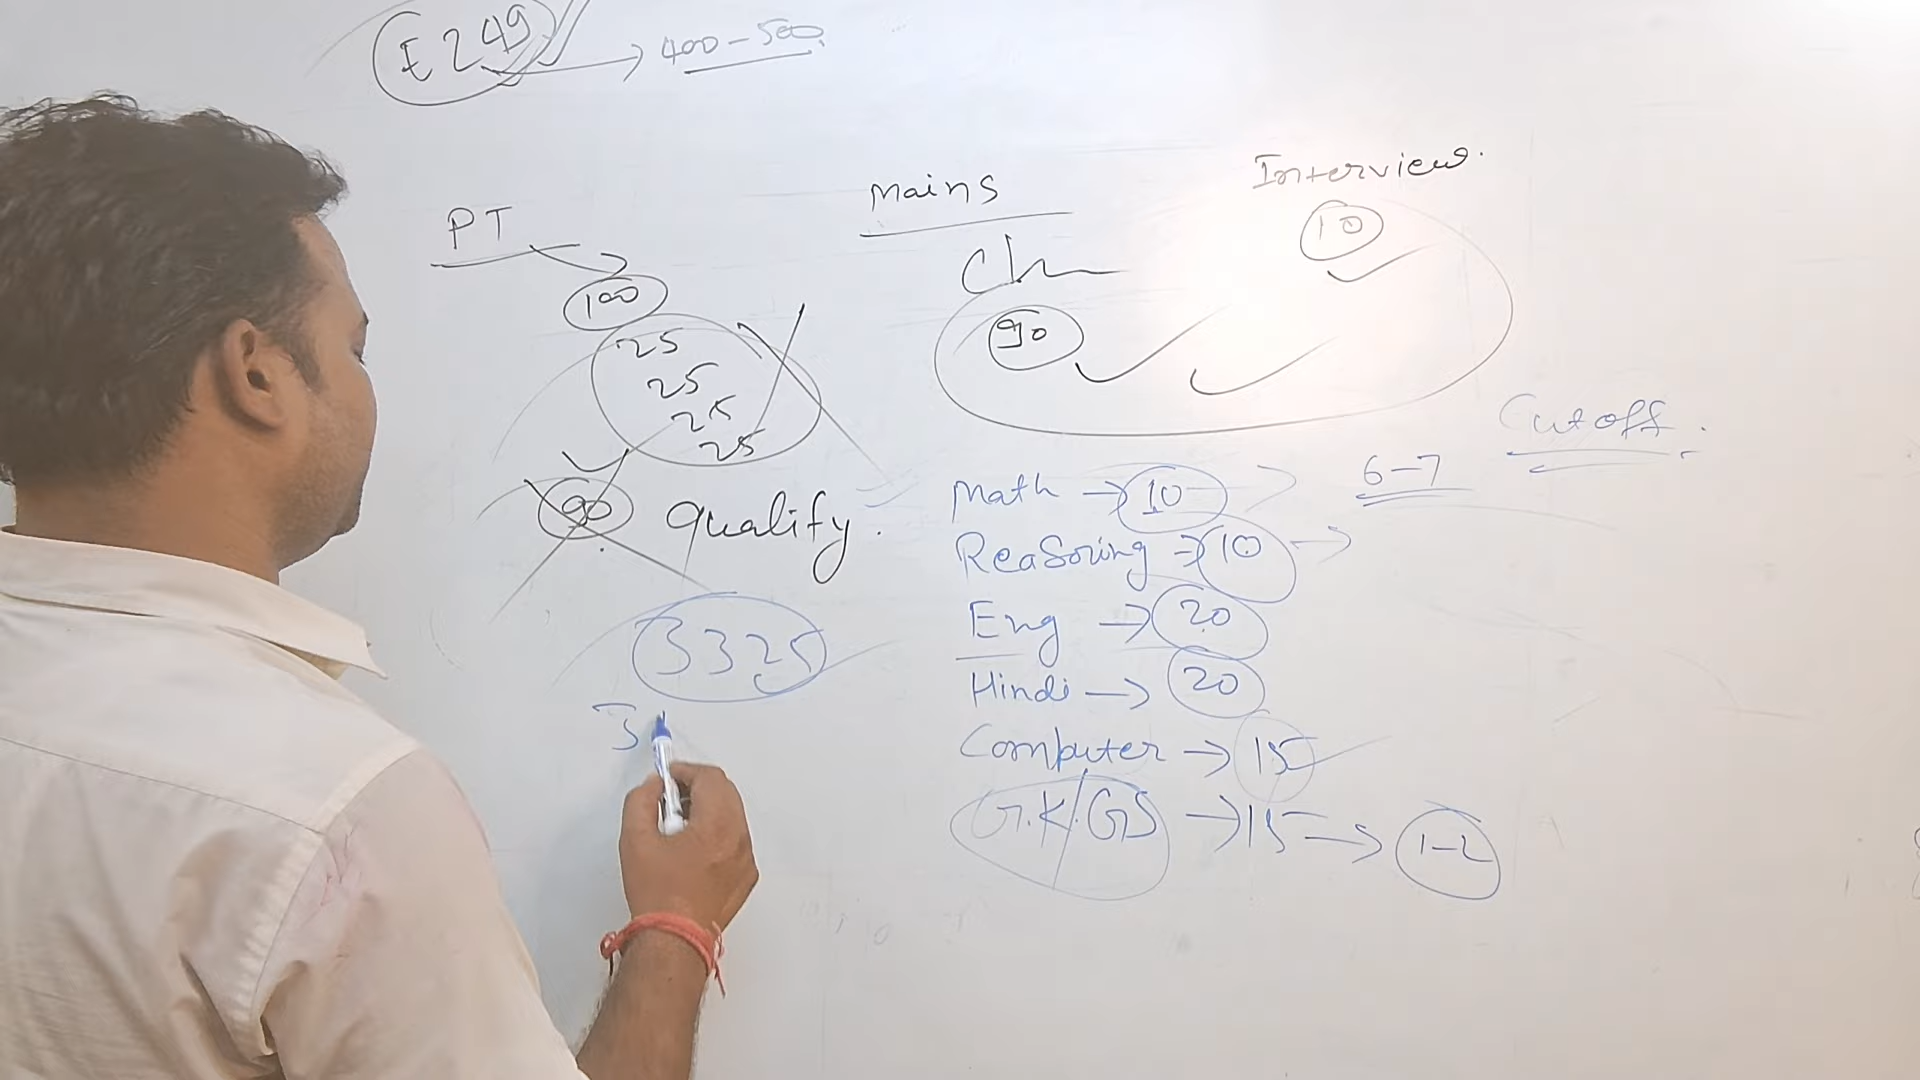 E 249 → 400-500
PT
Mains
Interview.
100
10
25
25
25
25
90
90
Qualify.
Cutoff.
Math → 10 → 6-7
Reasoning → 10 →
Eng → 20
Hindi → 20
Computer → 15
G.K/GS → 15 → 1-2
3325
3